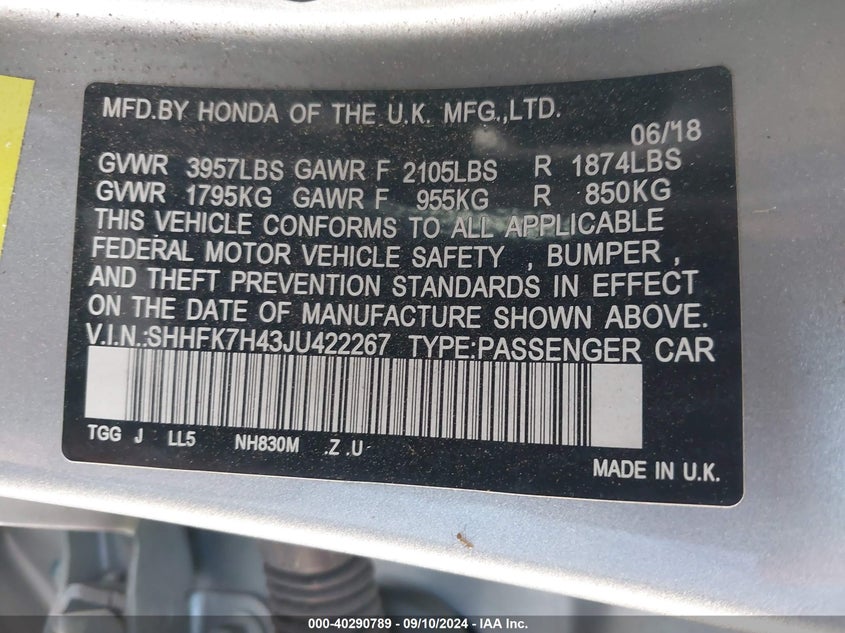 MFD.BY HONDA OF THE U.K. MFG.,LTD.
06/'18
GVWR 3957LBS GAWR F 2105LBS R 1874LBS
GVWR 1795KG GAWR F 955KG R 850KG
THIS VEHICLE CONFORMS TO ALL APPLICABLE
FEDERAL MOTOR VEHICLE SAFETY , BUMPER ,
AND THEFT PREVENTION STANDARDS IN EFFECT
ON THE DATE OF MANUFACTURE SHOWN ABOVE.
V.I.N.:SHHFK7H43JU422267 TYPE:PASSENGER CAR
TGG J LL5 NH830M .Z .U
MADE IN U.K.
000-40290789 - 09/10/2024 - IAA Inc.